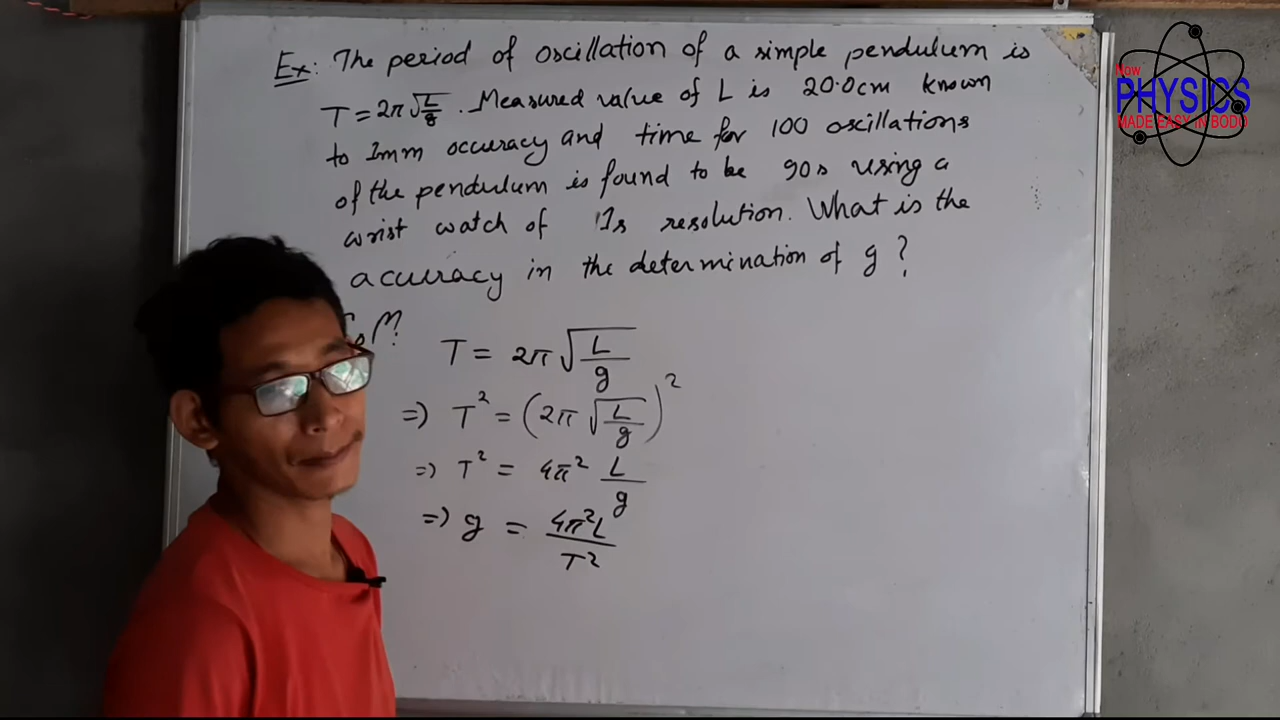 Ex: The period of oscillation of a simple pendulum is
T = 2π√(L/g). Measured value of L is 20.0cm known
to 1mm accuracy and time for 100 oscillations
of the pendulum is found to be 90s using a
wrist watch of 1s resolution. What is the
accuracy in the determination of g?
Sol?
T = 2π√(L/g)
=> T² = (2π√(L/g))²
=> T² = 4π² L/g
=> g = 4π²L/T²
Now
PHYSICS
MADE EASY IN BODO